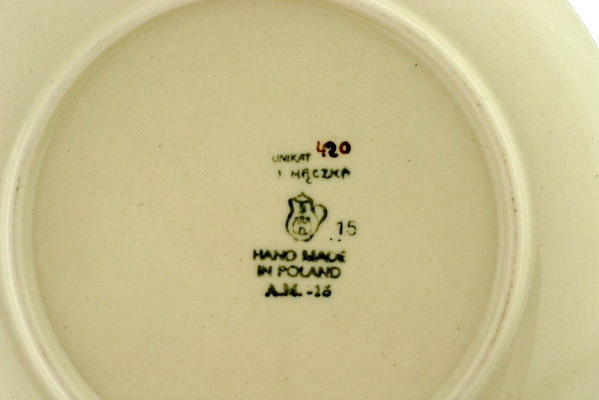 UNIKAT 420
MĄCZKA
15
HAND MADE
IN POLAND
A.M. -16